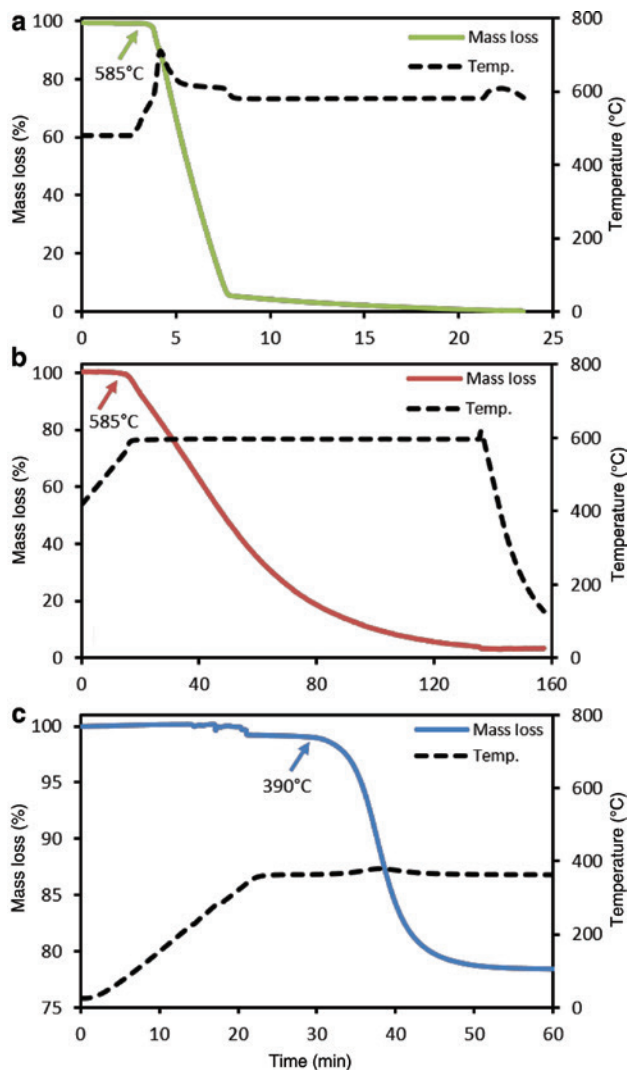 a
100
80
60
40
20
0
Mass loss (%)
585°C
Mass loss
Temp.
800
600
400
200
0
Temperature (°C)
0 5 10 15 20 25
b
100
80
60
40
20
0
Mass loss (%)
585°C
Mass loss
Temp.
800
600
400
200
0
Temperature (°C)
0 40 80 120 160
c
100
95
90
85
80
75
Mass loss (%)
390°C
Mass loss
Temp.
800
600
400
200
0
Temperature (°C)
0 10 20 30 40 50 60
Time (min)